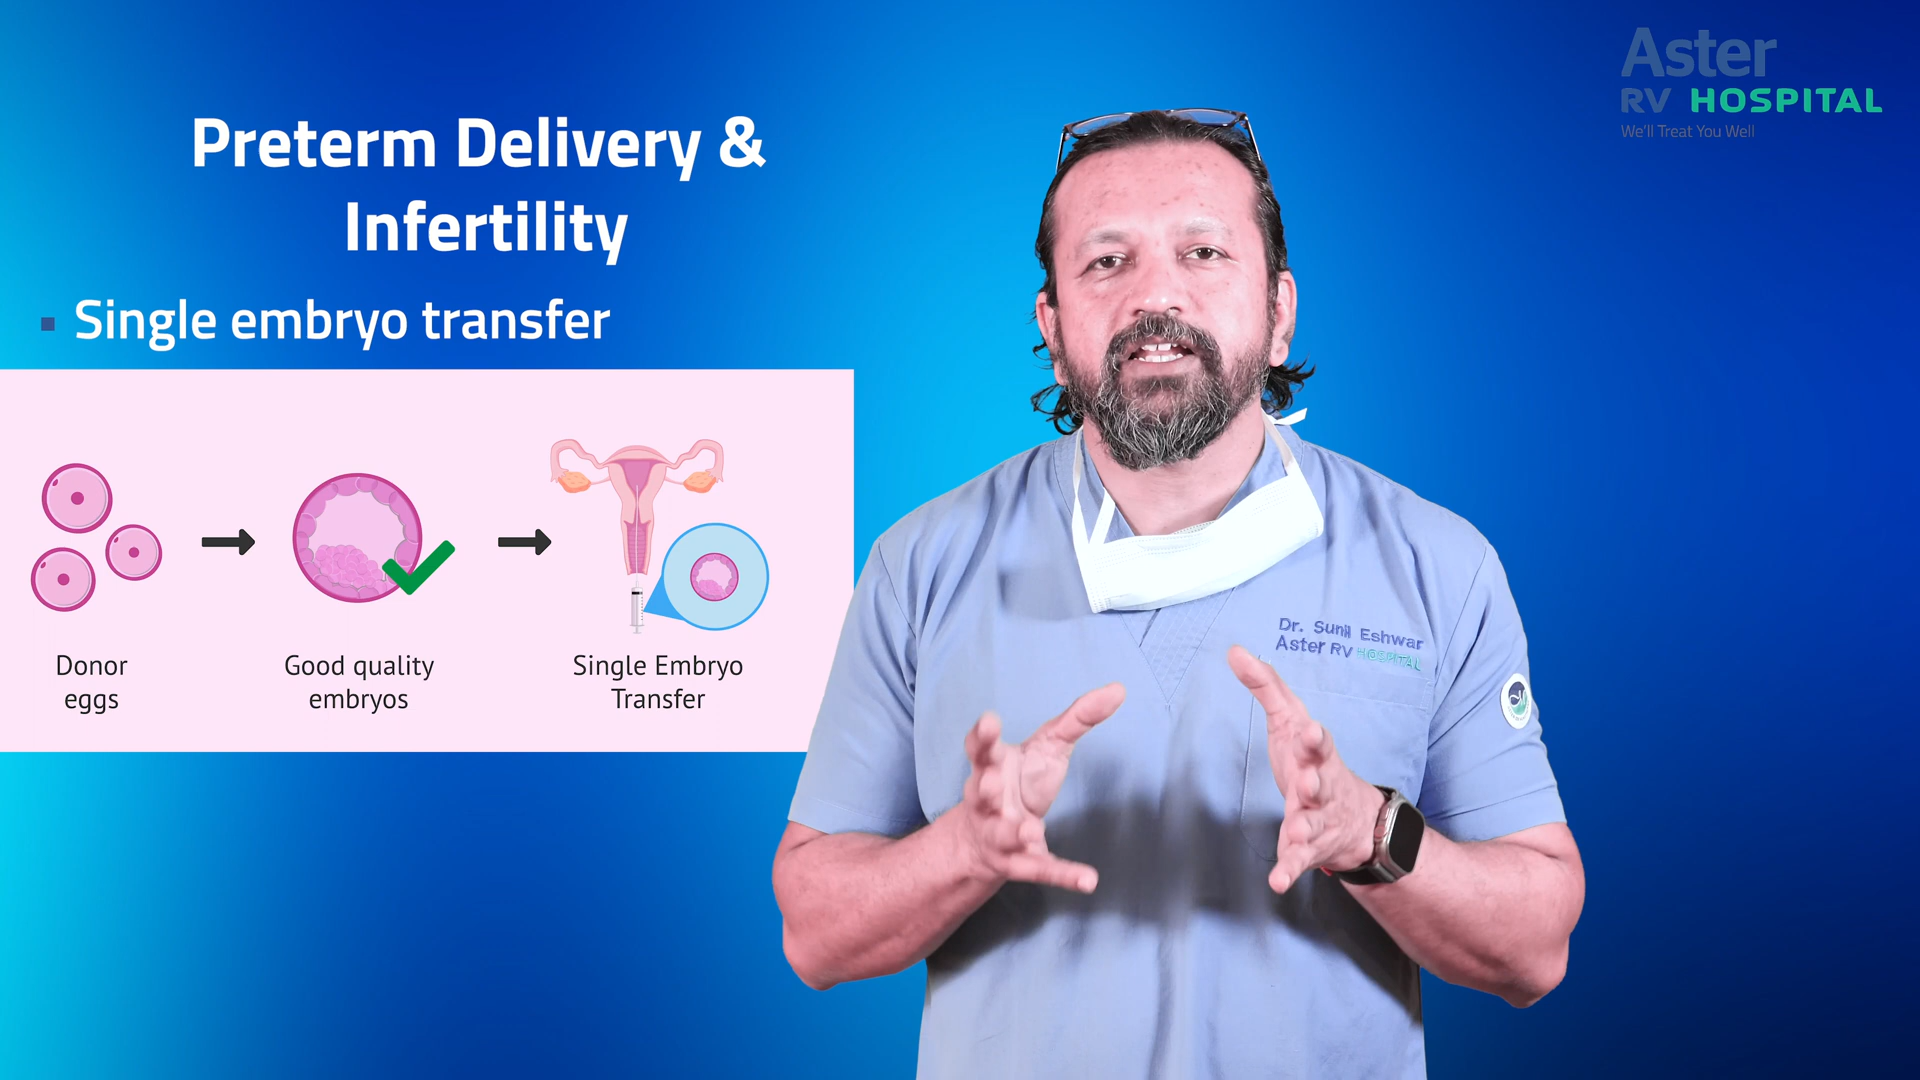 Aster
RV HOSPITAL
We'll Treat You Well
Preterm Delivery &
Infertility
▪ Single embryo transfer
Donor
eggs
Good quality
embryos
Single Embryo
Transfer
Dr. Sunil Eshwar
Aster RV HOSPITAL